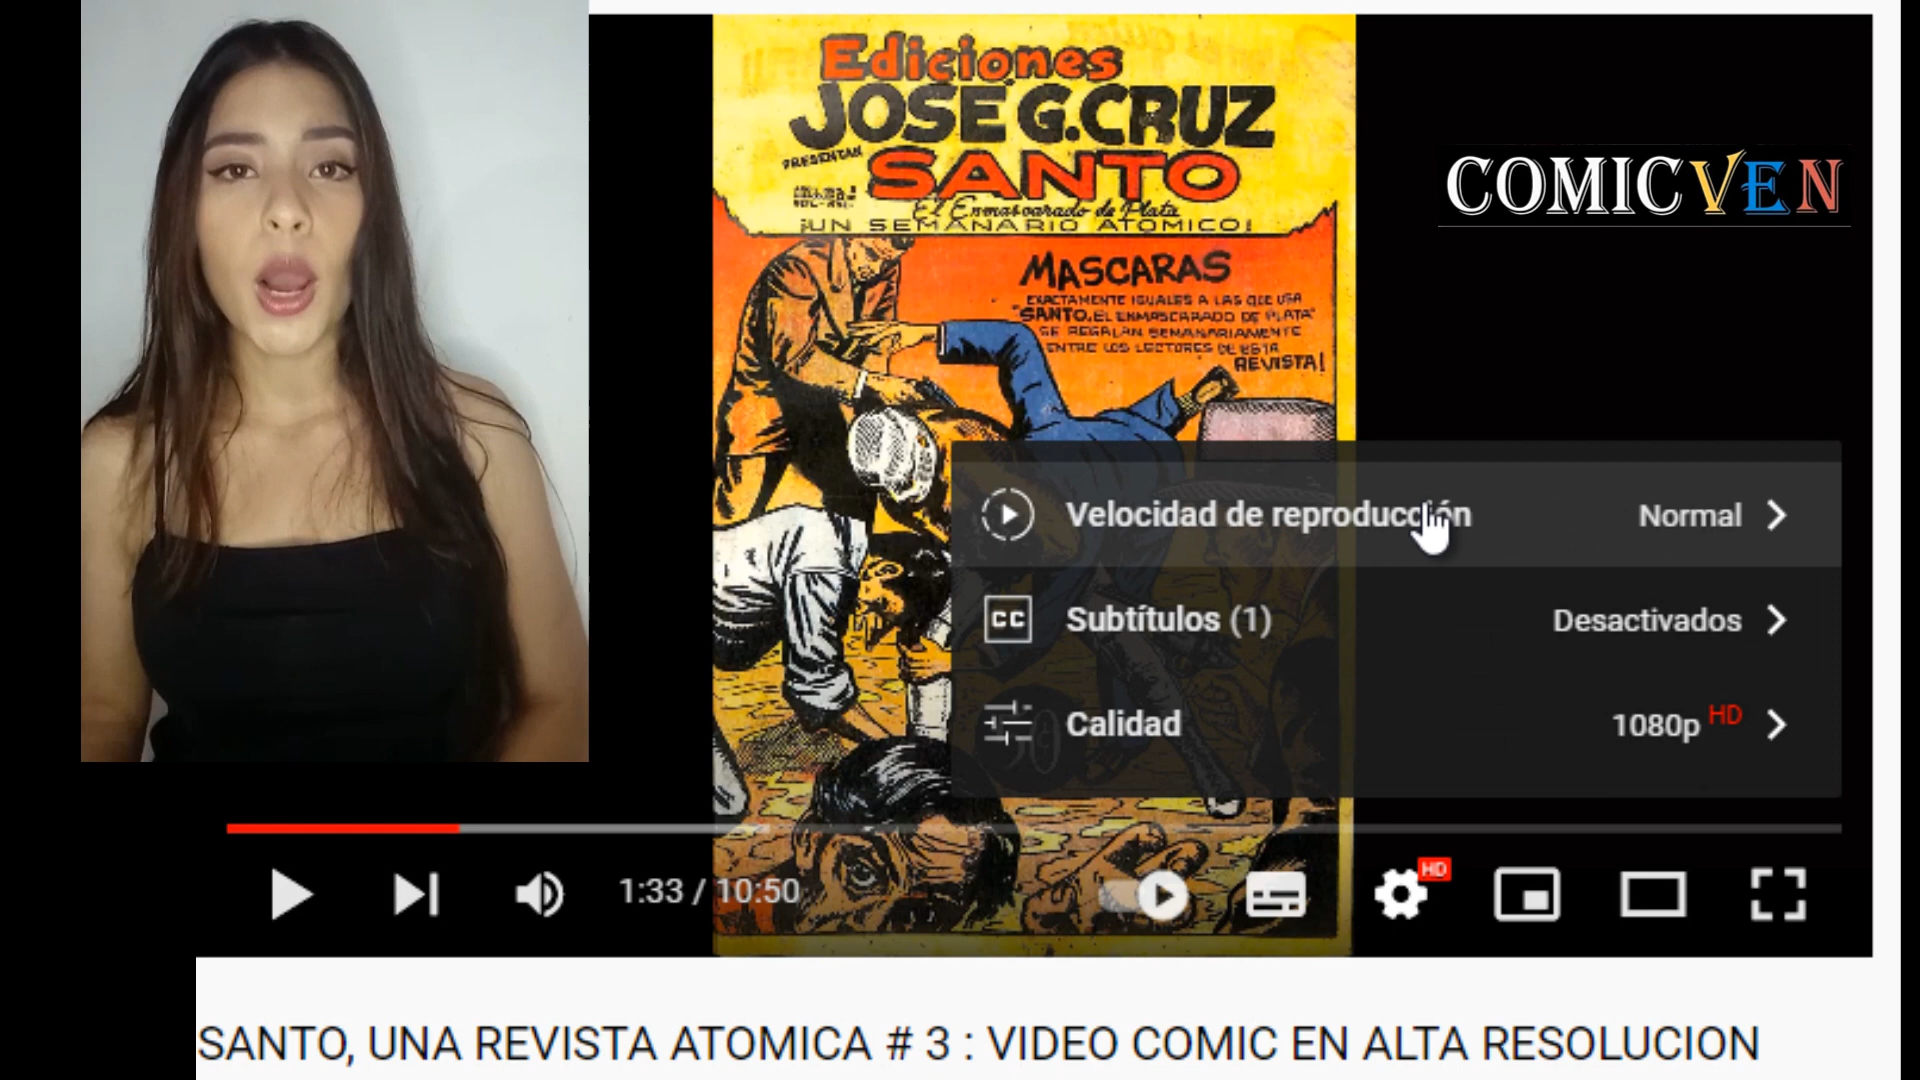 Ediciones
JOSE G. CRUZ
PRESENTAN
SANTO
El Enmascarado de Plata
¡UN SEMANARIO ATOMICO!
MASCARAS
EXACTAMENTE IGUALES A LAS QUE USA
"SANTO, EL ENMASCARADO DE PLATA"
SE REGALAN SEMANARIAMENTE
ENTRE LOS LECTORES DE ESTA
REVISTA!
COMICVEN
Velocidad de reproducción Normal
CC Subtítulos (1) Desactivados
Calidad 1080p HD
1:33 / 10:50
HD
SANTO, UNA REVISTA ATOMICA # 3 : VIDEO COMIC EN ALTA RESOLUCION